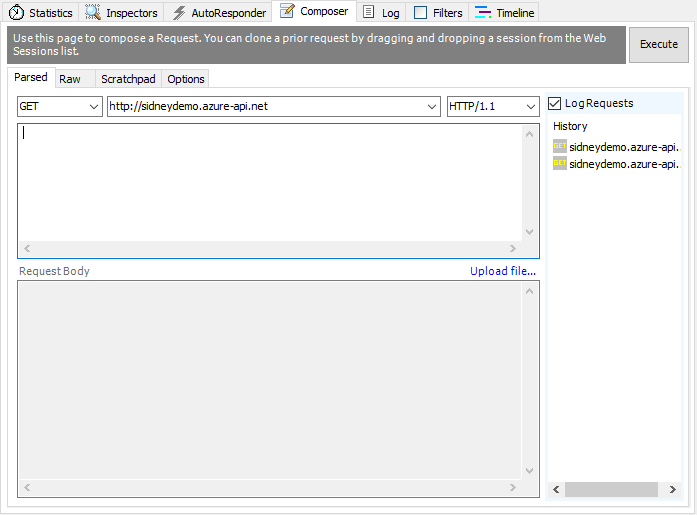 Statistics Inspectors AutoResponder Composer Log Filters Timeline
Use this page to compose a Request. You can clone a prior request by dragging and dropping a session from the Web
Sessions list.
Execute
Parsed Raw Scratchpad Options
GET http://sidneydemo.azure-api.net HTTP/1.1
Log Requests
History
GET sidneydemo.azure-api..
GET sidneydemo.azure-api..
Request Body Upload file...